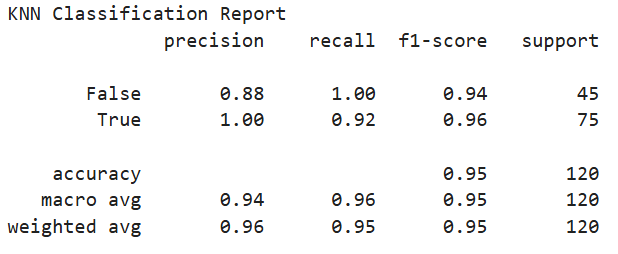 KNN Classification Report
precision recall f1-score support
False 0.88 1.00 0.94 45
True 1.00 0.92 0.96 75
accuracy 0.95 120
macro avg 0.94 0.96 0.95 120
weighted avg 0.96 0.95 0.95 120